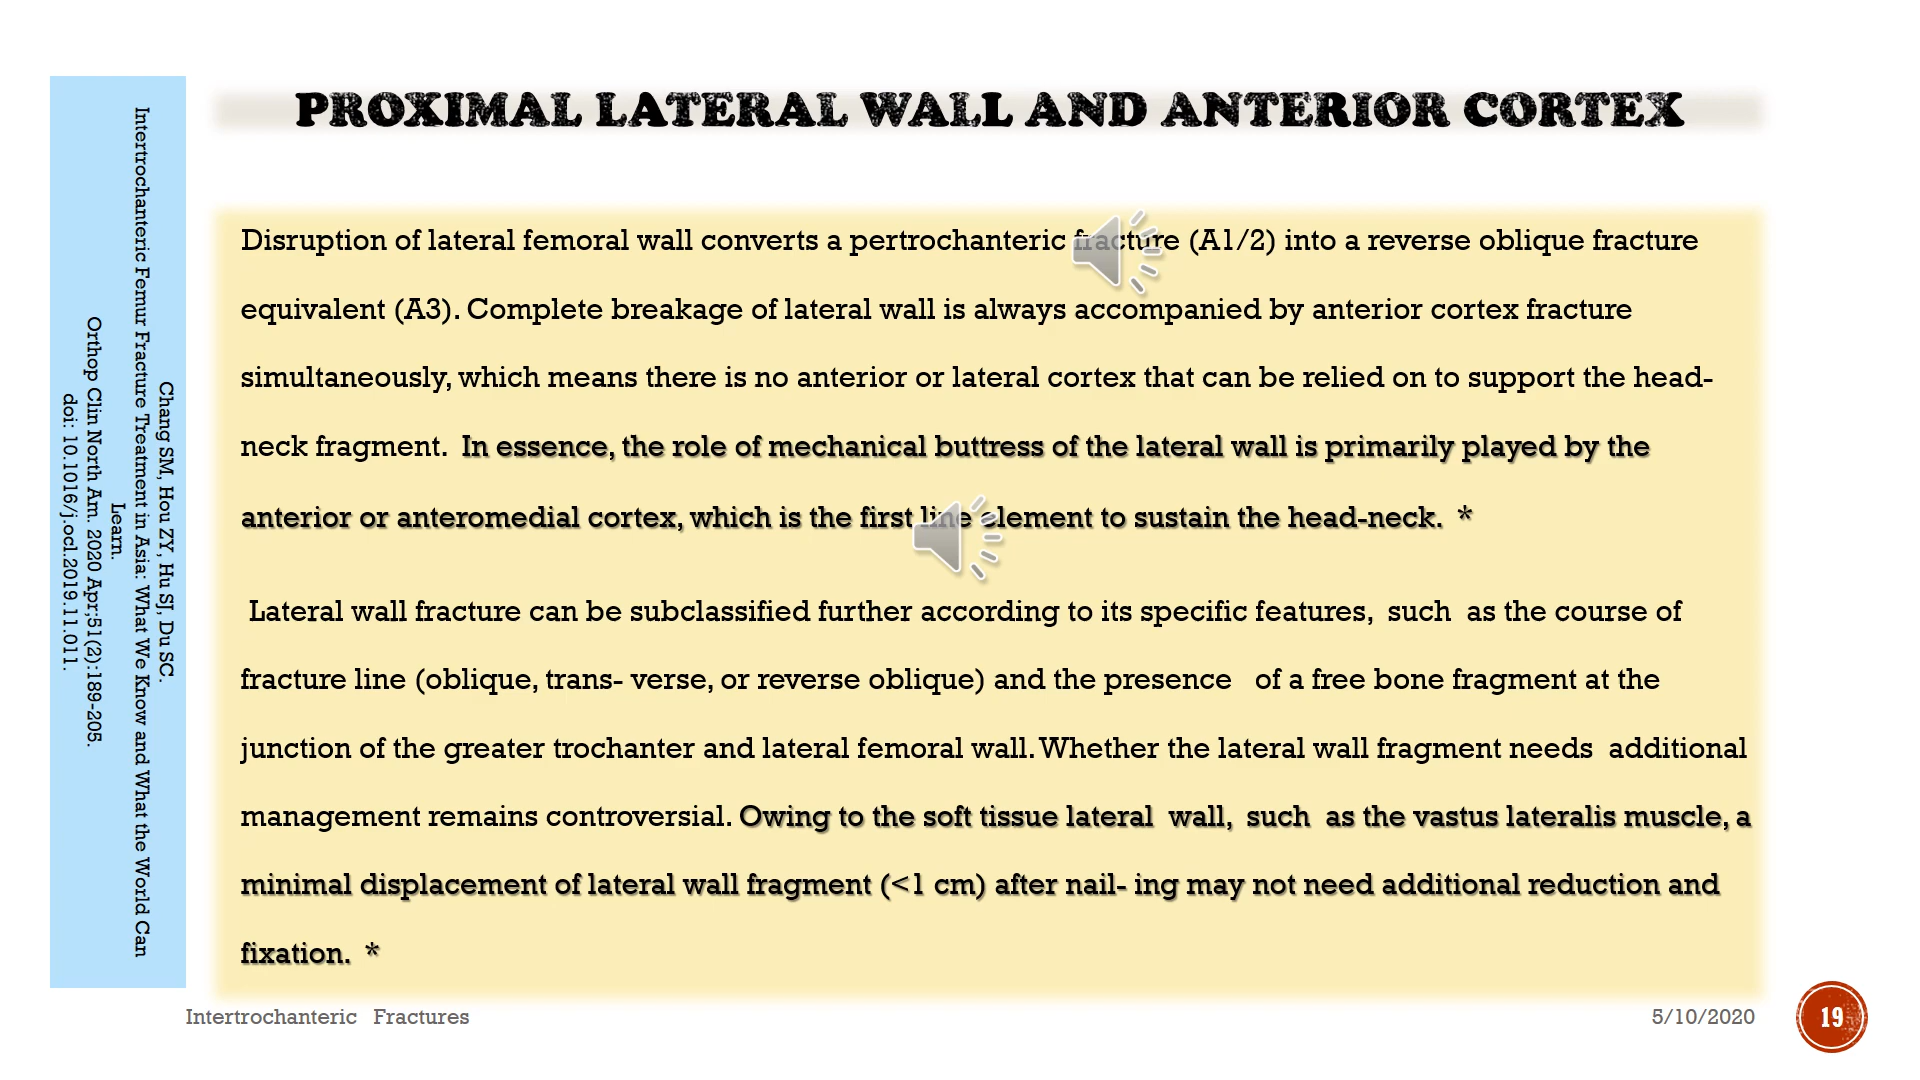 PROXIMAL LATERAL WALL AND ANTERIOR CORTEX
Chang SM, Hou ZY, Hu SJ, Du SC.
Intertrochanteric Femur Fracture Treatment in Asia: What We Know and What the World Can
Learn.
Orthop Clin North Am. 2020 Apr;51(2):189-205.
doi: 10.1016/j.ocl.2019.11.011.
Disruption of lateral femoral wall converts a pertrochanteric fracture (A1/2) into a reverse oblique fracture
equivalent (A3). Complete breakage of lateral wall is always accompanied by anterior cortex fracture
simultaneously, which means there is no anterior or lateral cortex that can be relied on to support the head-
neck fragment. In essence, the role of mechanical buttress of the lateral wall is primarily played by the
anterior or anteromedial cortex, which is the first line element to sustain the head-neck. *
Lateral wall fracture can be subclassified further according to its specific features, such as the course of
fracture line (oblique, trans- verse, or reverse oblique) and the presence of a free bone fragment at the
junction of the greater trochanter and lateral femoral wall. Whether the lateral wall fragment needs additional
management remains controversial. Owing to the soft tissue lateral wall, such as the vastus lateralis muscle, a
minimal displacement of lateral wall fragment (<1 cm) after nail- ing may not need additional reduction and
fixation. *
Intertrochanteric Fractures
5/10/2020
19